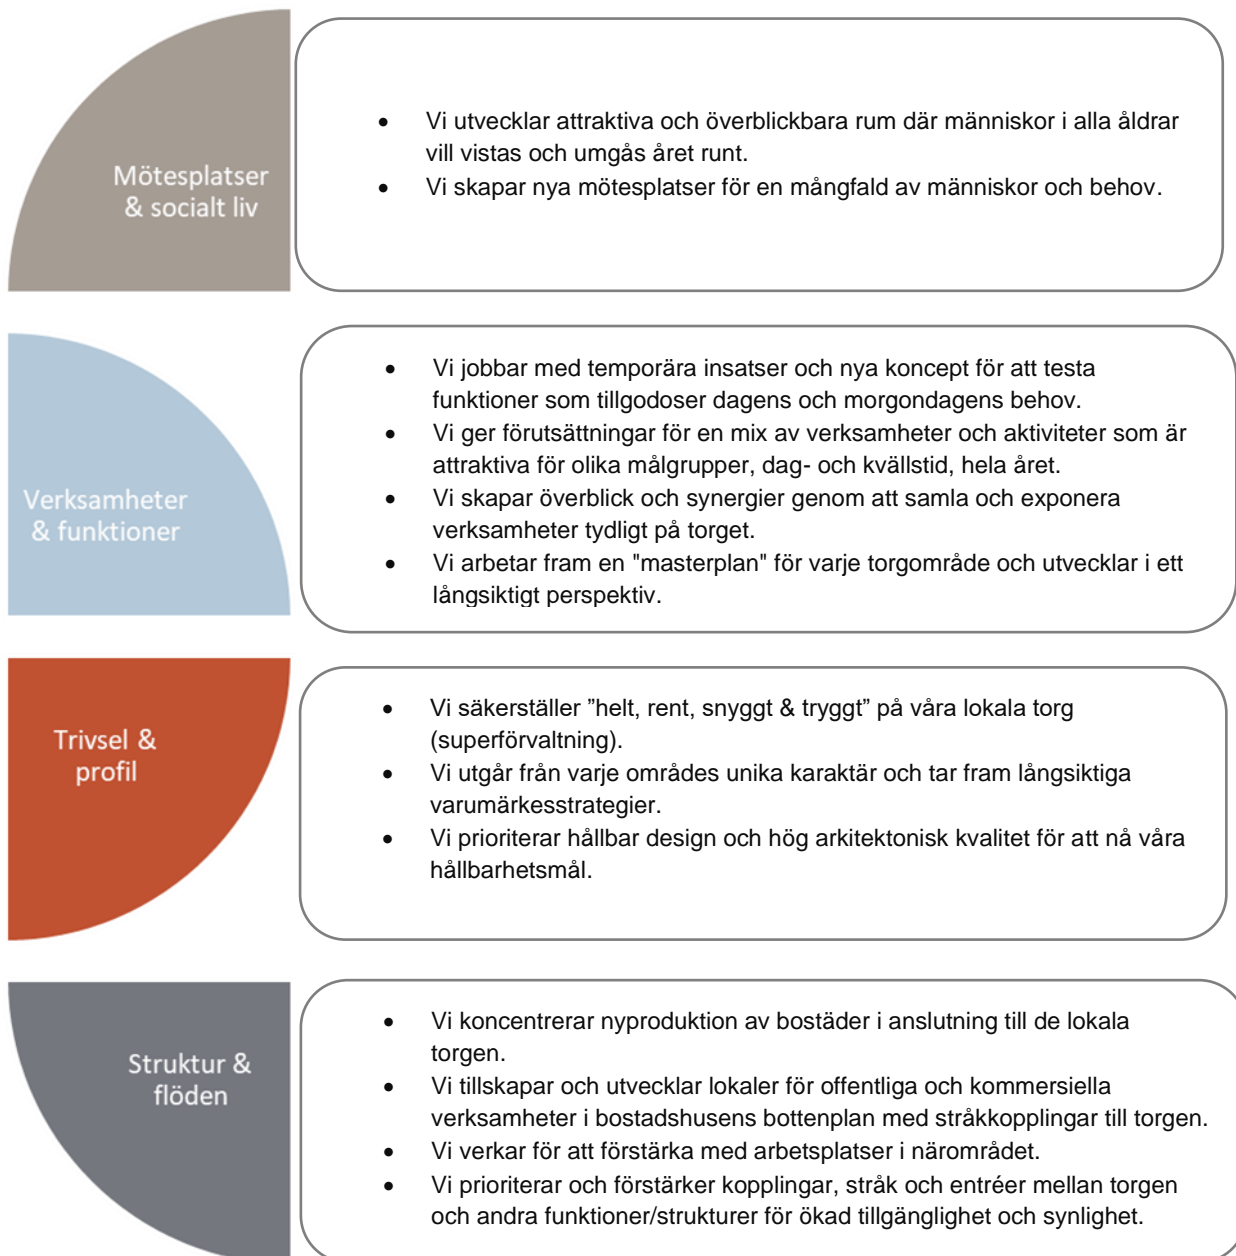 Mötesplatser
& socialt liv
• Vi utvecklar attraktiva och överblickbara rum där människor i alla åldrar
vill vistas och umgås året runt.
• Vi skapar nya mötesplatser för en mångfald av människor och behov.
Verksamheter
& funktioner
• Vi jobbar med temporära insatser och nya koncept för att testa
funktioner som tillgodoser dagens och morgondagens behov.
• Vi ger förutsättningar för en mix av verksamheter och aktiviteter som är
attraktiva för olika målgrupper, dag- och kvällstid, hela året.
• Vi skapar överblick och synergier genom att samla och exponera
verksamheter tydligt på torget.
• Vi arbetar fram en "masterplan" för varje torgområde och utvecklar i ett
långsiktigt perspektiv.
Trivsel &
profil
• Vi säkerställer ”helt, rent, snyggt & tryggt” på våra lokala torg
(superförvaltning).
• Vi utgår från varje områdes unika karaktär och tar fram långsiktiga
varumärkesstrategier.
• Vi prioriterar hållbar design och hög arkitektonisk kvalitet för att nå våra
hållbarhetsmål.
Struktur &
flöden
• Vi koncentrerar nyproduktion av bostäder i anslutning till de lokala
torgen.
• Vi tillskapar och utvecklar lokaler för offentliga och kommersiella
verksamheter i bostadshusens bottenplan med stråkkopplingar till torgen.
• Vi verkar för att förstärka med arbetsplatser i närområdet.
• Vi prioriterar och förstärker kopplingar, stråk och entréer mellan torgen
och andra funktioner/strukturer för ökad tillgänglighet och synlighet.